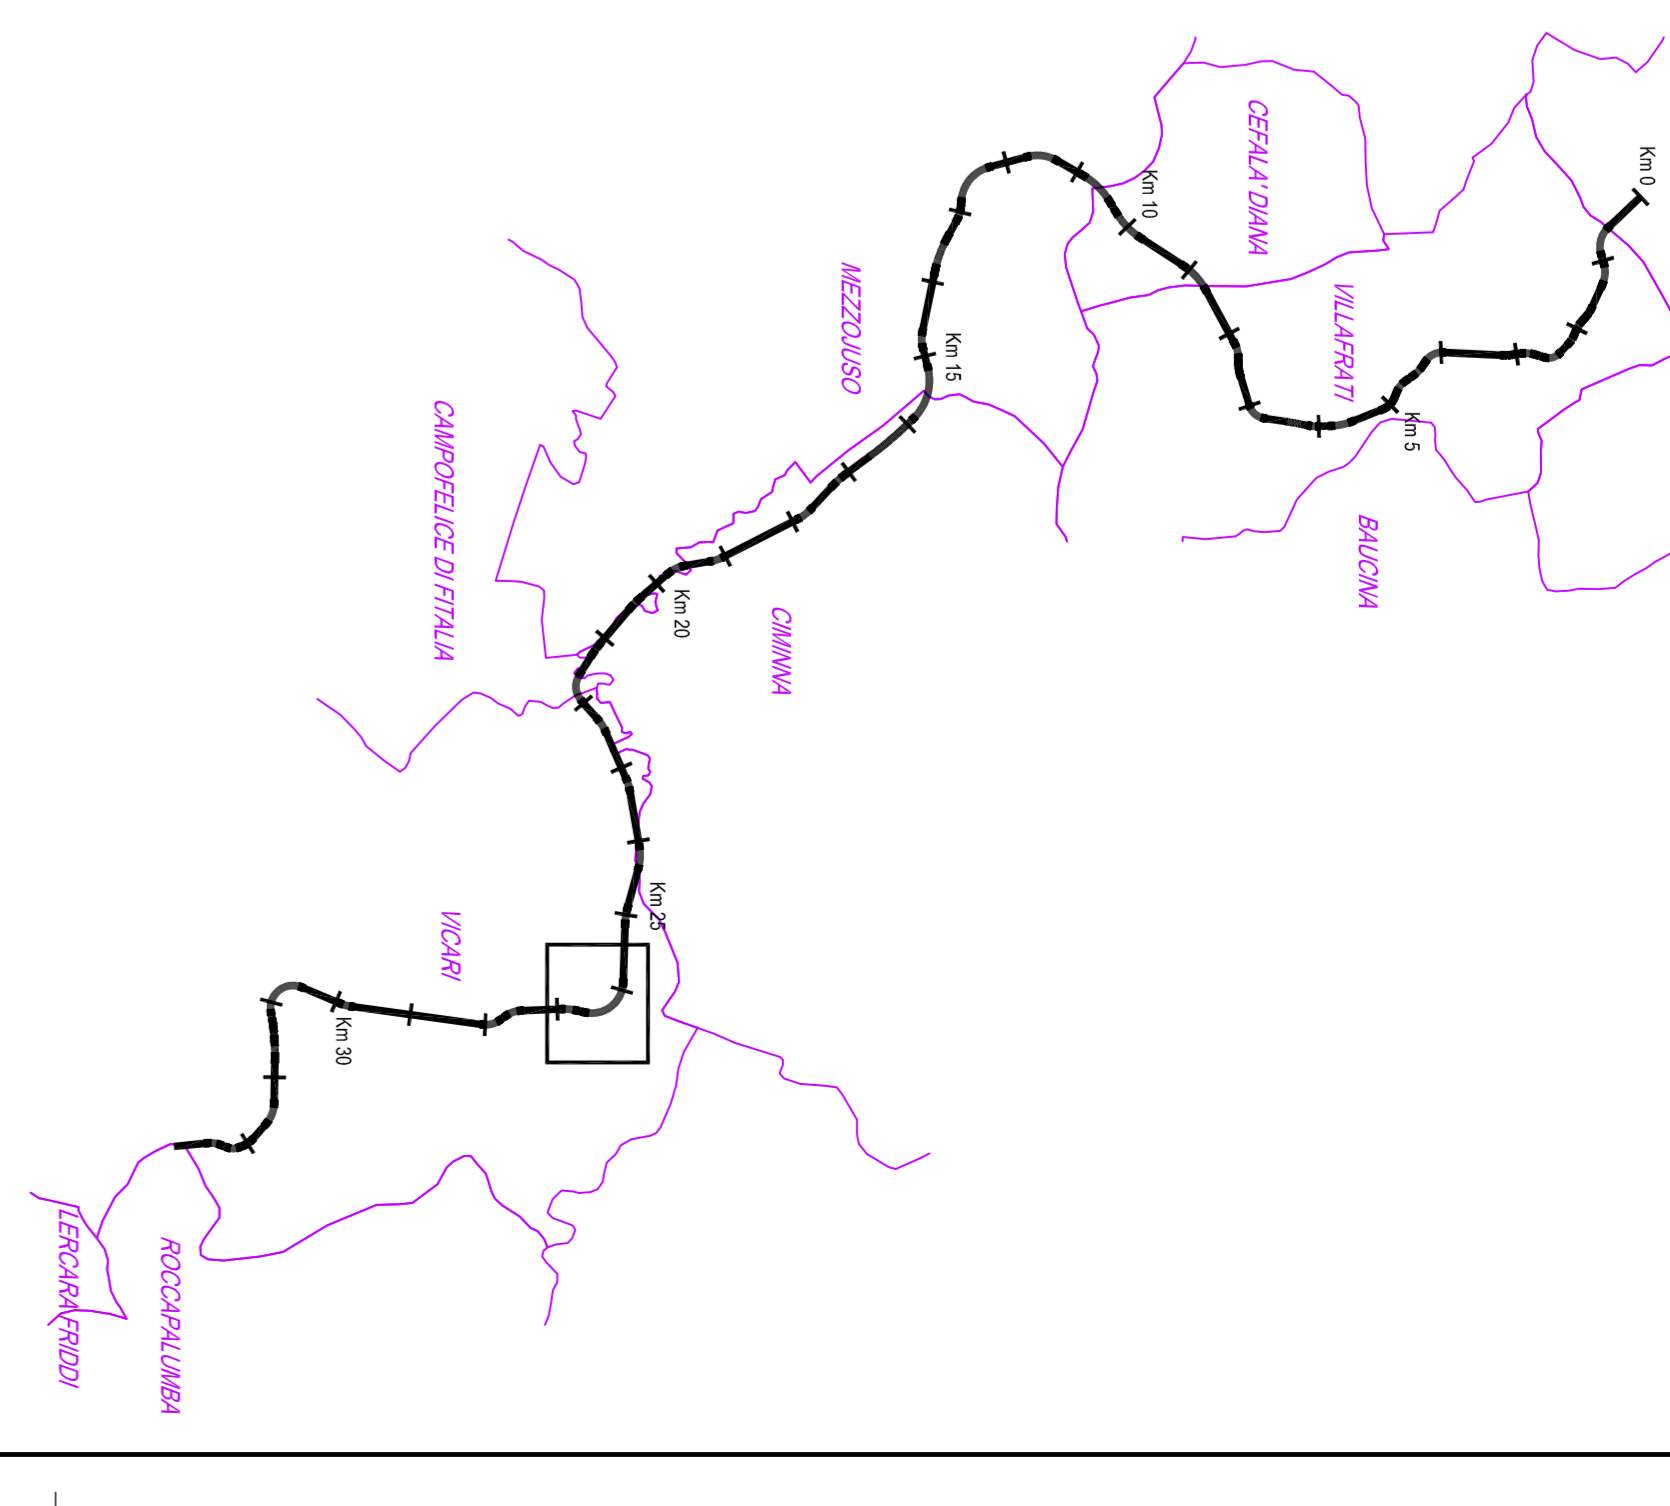 Km 0
CEFALA' DIANA
Km 10
VILLAFRATI
MEZZOJUSO
Km 15
Km 5
CAMPOFELICE DI FITALIA
BAUCINA
Km 20
CIMINNA
Km 25
VICARI
Km 30
LERCARA FRIDDI
ROCCAPALUMBA